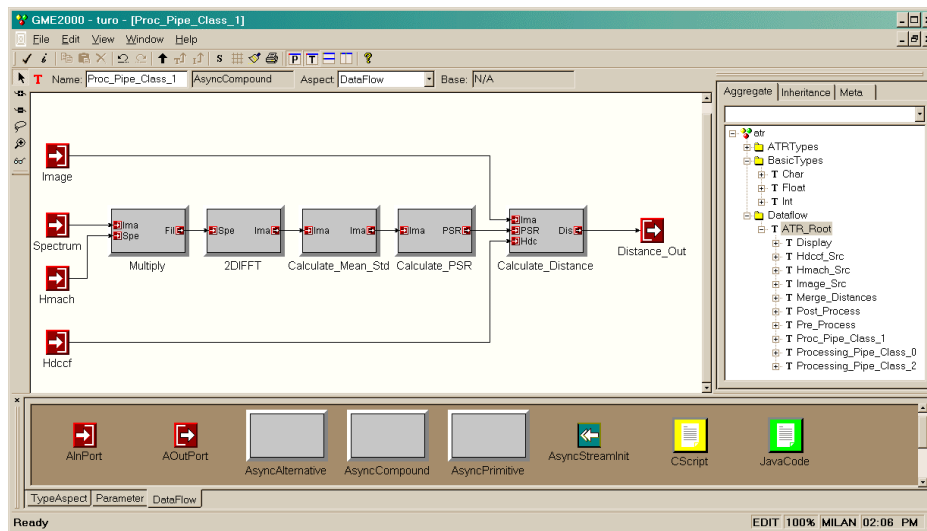 GME2000 - turo - [Proc_Pipe_Class_1]
File Edit View Window Help
T Name: Proc_Pipe_Class_1 AsyncCompound Aspect: DataFlow Base: N/A
Aggregate Inheritance Meta
atr
ATRTypes
BasicTypes
T Char
T Float
T Int
Dataflow
T ATR_Root
T Display
T Hdccf_Src
T Hmach_Src
T Image_Src
T Merge_Distances
T Post_Process
T Pre_Process
T Proc_Pipe_Class_1
T Processing_Pipe_Class_0
T Processing_Pipe_Class_2
Image
Spectrum
Hmach
Hdccf
Ima Fil
Spe
Multiply
Spe Ima
2DIFFT
Ima Ima
Calculate_Mean_Std
Ima PSR
Calculate_PSR
Ima
PSR Dis
Hdc
Calculate_Distance
Distance_Out
AInPort
AOutPort
AsyncAlternative
AsyncCompound
AsyncPrimitive
AsyncStreamInit
CScript
JavaCode
TypeAspect Parameter DataFlow
Ready EDIT 100% MILAN 02:06 PM